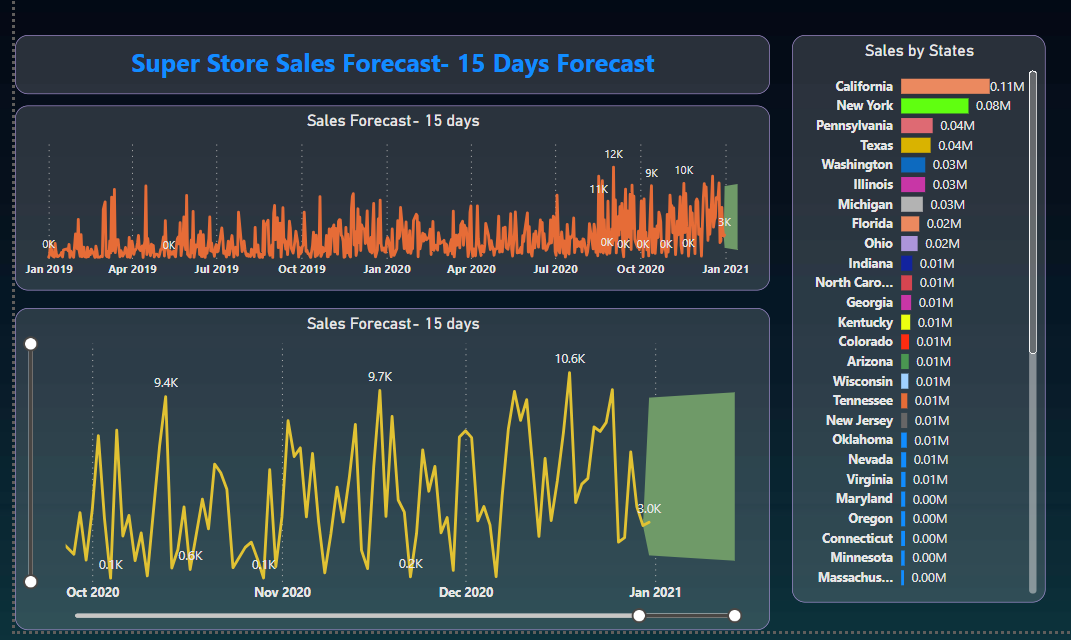 Super Store Sales Forecast- 15 Days Forecast
Sales Forecast- 15 days
12K
11K
9K
10K
3K
0K
0K
0K
0K
0K
0K
0K
Jan 2019
Apr 2019
Jul 2019
Oct 2019
Jan 2020
Apr 2020
Jul 2020
Oct 2020
Jan 2021
Sales Forecast- 15 days
9.4K
9.7K
10.6K
3.0K
0.1K
0.6K
0.1K
0.2K
Oct 2020
Nov 2020
Dec 2020
Jan 2021
Sales by States
California 0.11M
New York 0.08M
Pennsylvania 0.04M
Texas 0.04M
Washington 0.03M
Illinois 0.03M
Michigan 0.03M
Florida 0.02M
Ohio 0.02M
Indiana 0.01M
North Caro... 0.01M
Georgia 0.01M
Kentucky 0.01M
Colorado 0.01M
Arizona 0.01M
Wisconsin 0.01M
Tennessee 0.01M
New Jersey 0.01M
Oklahoma 0.01M
Nevada 0.01M
Virginia 0.01M
Maryland 0.00M
Oregon 0.00M
Connecticut 0.00M
Minnesota 0.00M
Massachus... 0.00M